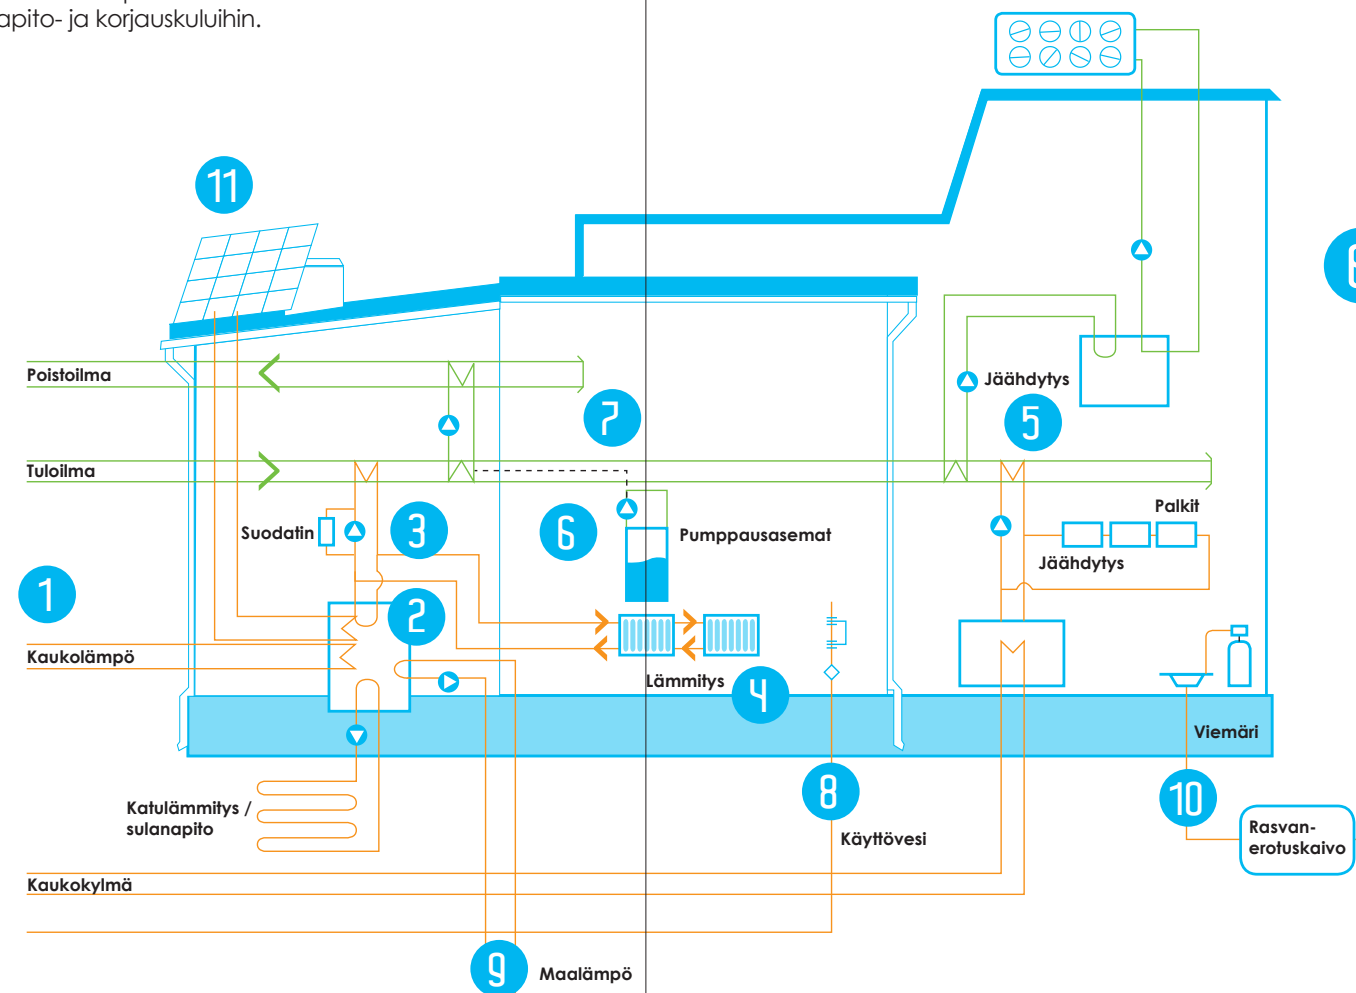 apito- ja korjauskuluihin.
11
Poistoilma
7
Jäähdytys
5
Tuloilma
Suodatin
3
6
Pumppausasemat
Palkit
Jäähdytys
1
2
Kaukolämpö
Lämmitys
4
Viemäri
Katulämmitys /
sulanapito
8
Käyttövesi
10
Rasvan-
erotuskaivo
Kaukokylmä
9
Maalämpö